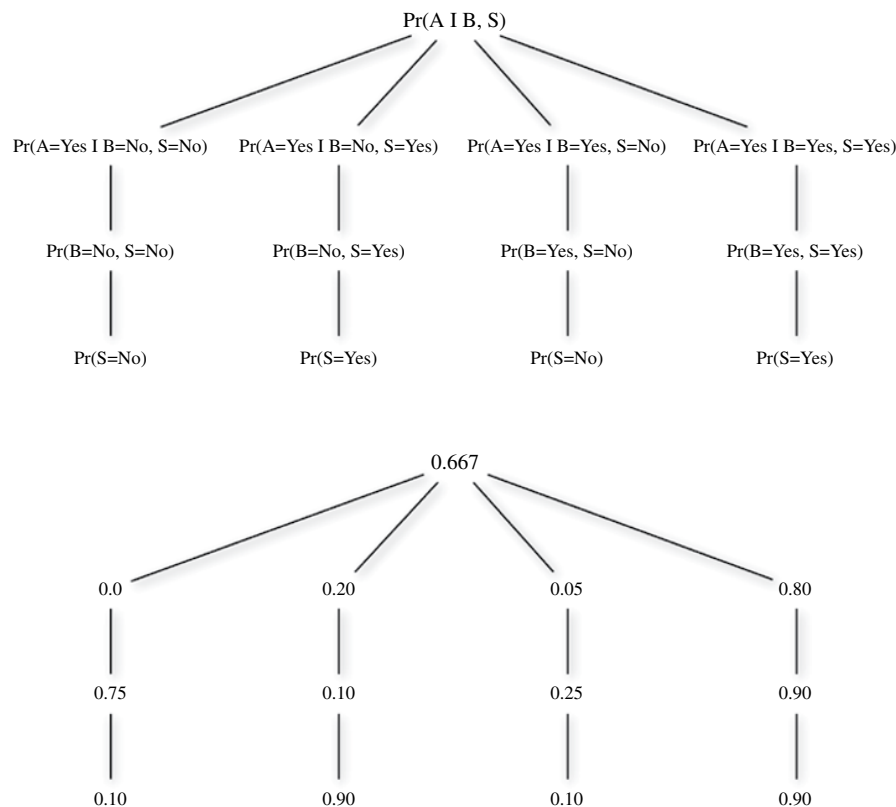 Pr(A I B, S)
Pr(A=Yes I B=No, S=No) Pr(A=Yes I B=No, S=Yes) Pr(A=Yes I B=Yes, S=No) Pr(A=Yes I B=Yes, S=Yes)
Pr(B=No, S=No) Pr(B=No, S=Yes) Pr(B=Yes, S=No) Pr(B=Yes, S=Yes)
Pr(S=No) Pr(S=Yes) Pr(S=No) Pr(S=Yes)
0.667
0.0 0.20 0.05 0.80
0.75 0.10 0.25 0.90
0.10 0.90 0.10 0.90